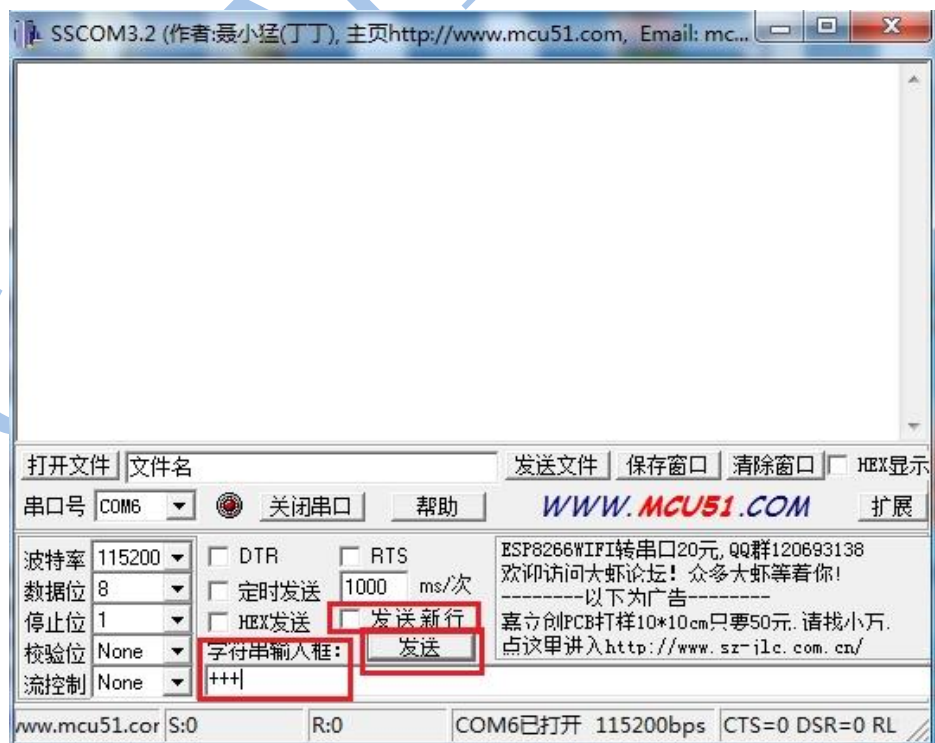 SSCOM3.2 (作者:聂小猛(丁丁), 主页http://www.mcu51.com, Email: mc...
打开文件 文件名 发送文件 保存窗口 清除窗口 HEX显示
串口号 COM6 关闭串口 帮助 WWW.MCU51.COM 扩展
波特率 115200 DTR RTS
数据位 8 定时发送 1000 ms/次
停止位 1 HEX发送 发送新行
校验位 None 字符串输入框: 发送
流控制 None +++
ESP8266WIFI转串口20元,QQ群120693138
欢迎访问大虾论坛! 众多大虾等着你!
--------以下为广告--------
嘉立创PCB打样10*10cm只要50元.请找小万.
点这里进入http://www.sz-jlc.com.cn/
www.mcu51.cor S:0 R:0 COM6已打开 115200bps CTS=0 DSR=0 RL